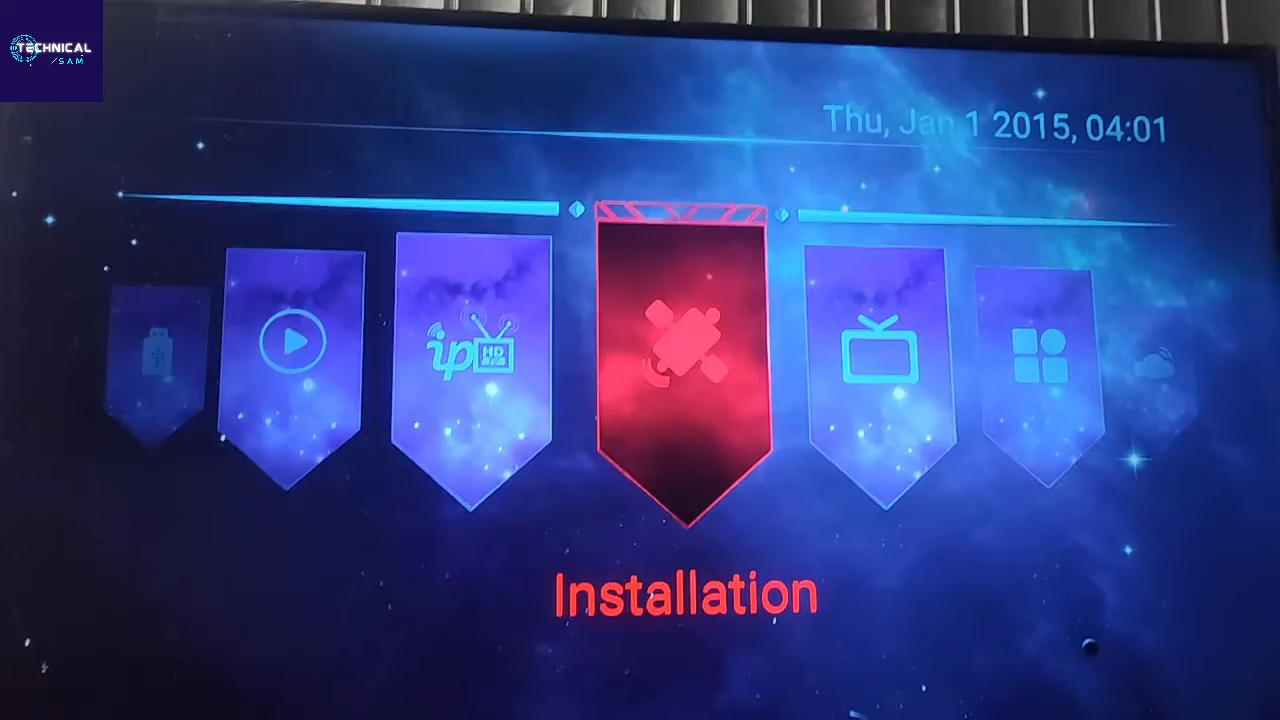 TECHNICAL
SAM
Thu, Jan 1 2015, 04:01
ip HD
Installation